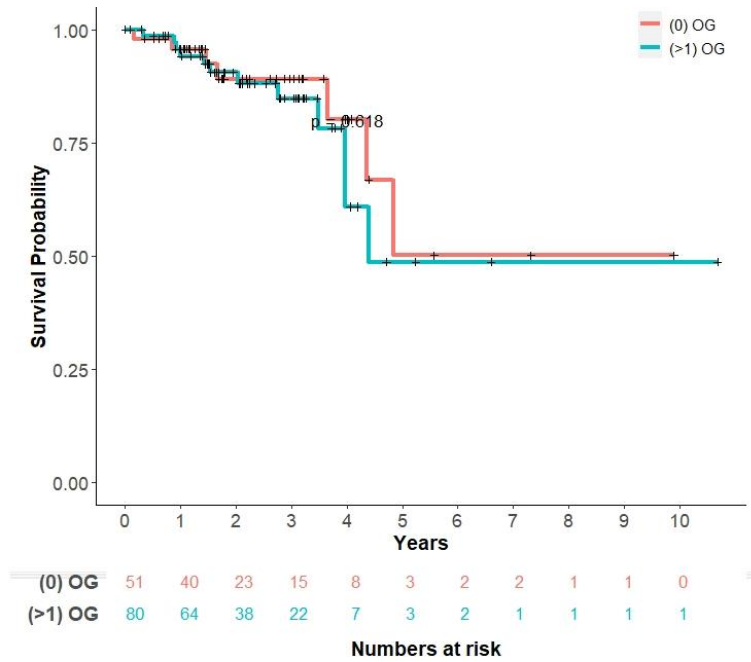 (0) OG
(>1) OG
1.00
p = 0.618
0.75
0.50
0.25
0.00
Survival Probability
0 1 2 3 4 5 6 7 8 9 10
Years
(0) OG 51 40 23 15 8 3 2 2 1 1 0
(>1) OG 80 64 38 22 7 3 2 1 1 1 1
Numbers at risk